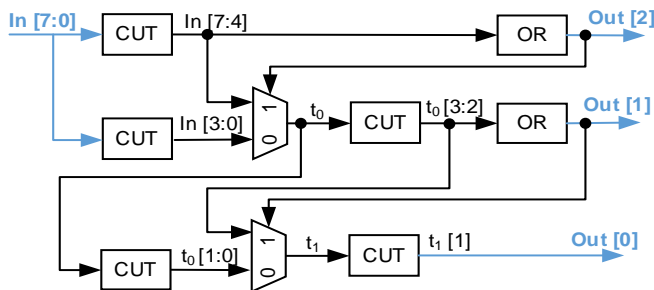 In [7:0] CUT In [7:4] OR Out [2]
1
CUT In [3:0] 0 t0 CUT t0 [3:2] OR Out [1]
1
CUT t0 [1:0] 0 t1 CUT t1 [1] Out [0]